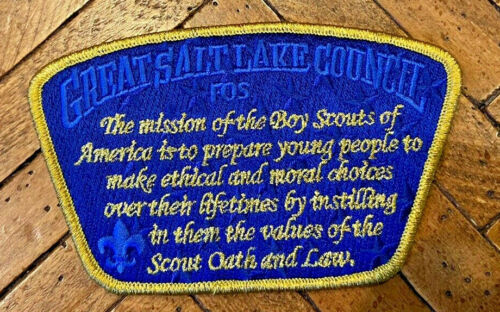 GREAT SALT LAKE COUNCIL
FOS
The mission of the Boy Scouts of
America is to prepare young people to
make ethical and moral choices
over their lifetimes by instilling
in them the values of the
Scout Oath and Law.